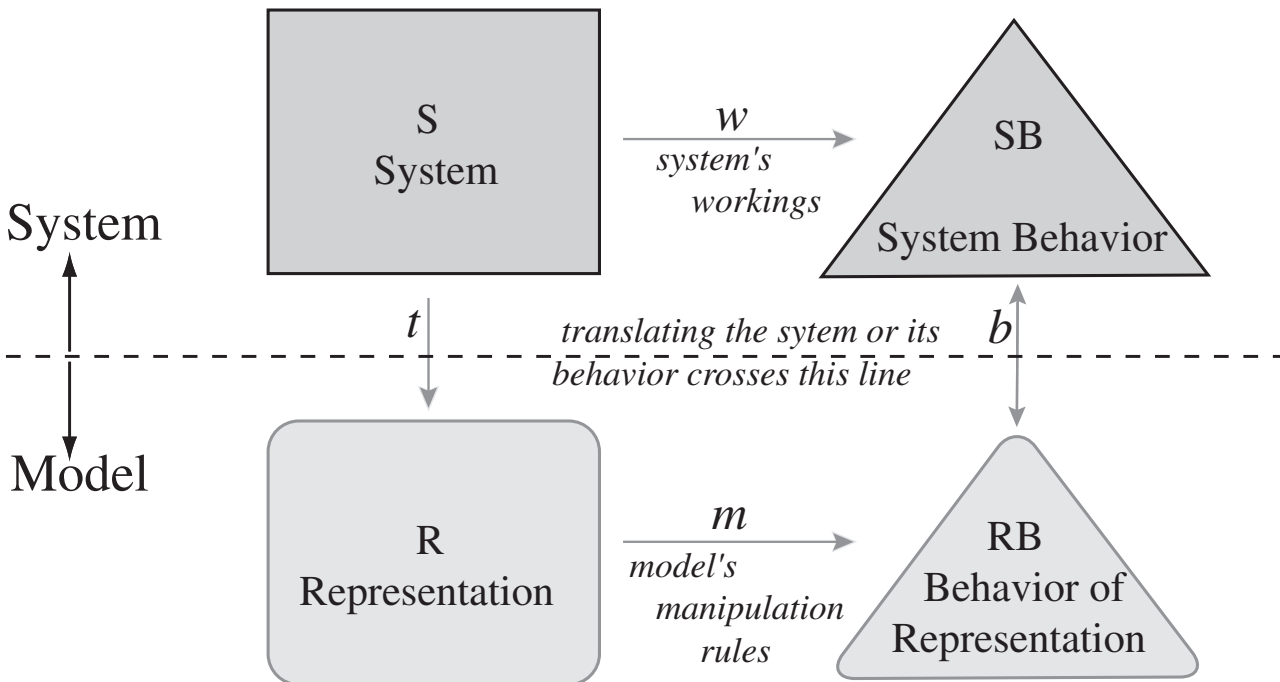 S
System
w
system's
workings
SB
System Behavior
System
t
translating the sytem or its
behavior crosses this line
b
Model
R
Representation
m
model's
manipulation
rules
RB
Behavior of
Representation